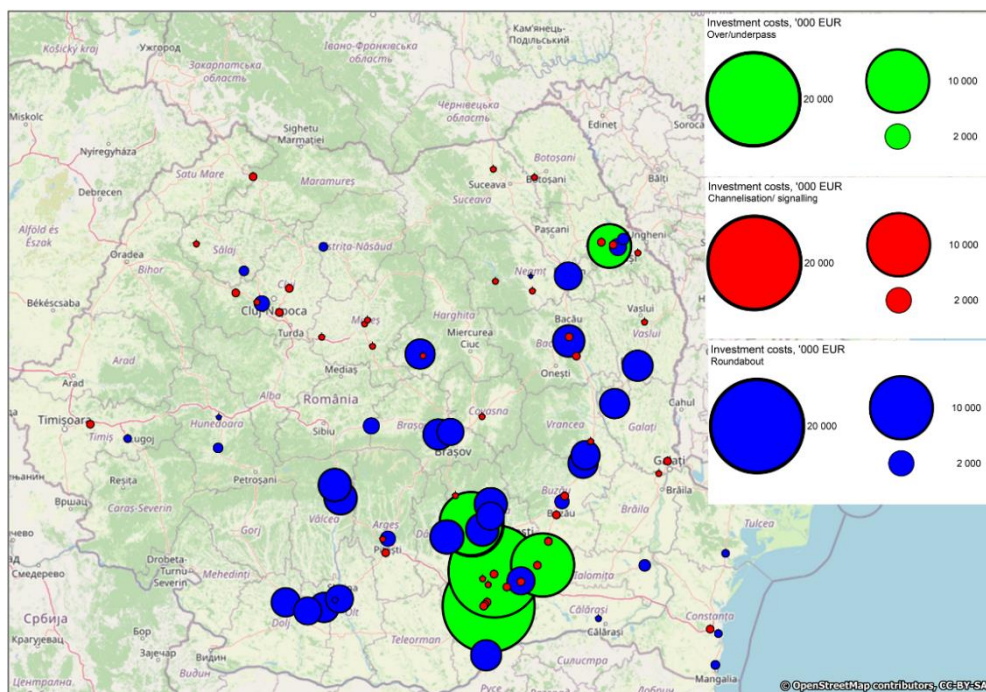 Кам'янець-
Подільський
Ужгород
Košický kraj
Закарпатська
область
Івано-Франківська
область
Чернівецька
область
Miskolc
Nyíregyháza
Sighetu
Marmației
Edineț
Soroca
Debrecen
Satu Mare
Maramureș
Suceava
Suceava
Botoșani
Botoșani
Bălți
Alföld és
Észak
Oradea
Bihor
Sălaj
Pașcani
Ungheni
Békéscsaba
Cluj
Cluj-Napoca
Turda
Mureș
Harghita
Miercurea
Ciuc
Bacău
Vaslui
Vaslui
Arad
Arad
Mediaș
Onești
Alba
România
Timișoara
Timiș
Lugoj
Hunedoara
Sibiu
Brașov
Covasna
Vrancea
Galați
Cahul
Reșița
Petroșani
Galați
Вршац
Caraș-Severin
Gorj
Vâlcea
Argeș
Buzău
Buzău
Brăila
Brăila
Tulcea
Drobeta-
Turnu
Severin
Смедерево
Mehedinți
Ialomița
Србија
Крагујевац
Бор
Зајечар
Dolj
Olt
Видин
Видин
Teleorman
Călărași
Călărași
Constanța
Mangalia
Русе
Силистра
Investment costs, '000 EUR
Over/underpass
20 000
10 000
2 000
Investment costs, '000 EUR
Channelisation/ signalling
20 000
10 000
2 000
Investment costs, '000 EUR
Roundabout
20 000
10 000
2 000
© OpenStreetMap contributors, CC-BY-SA